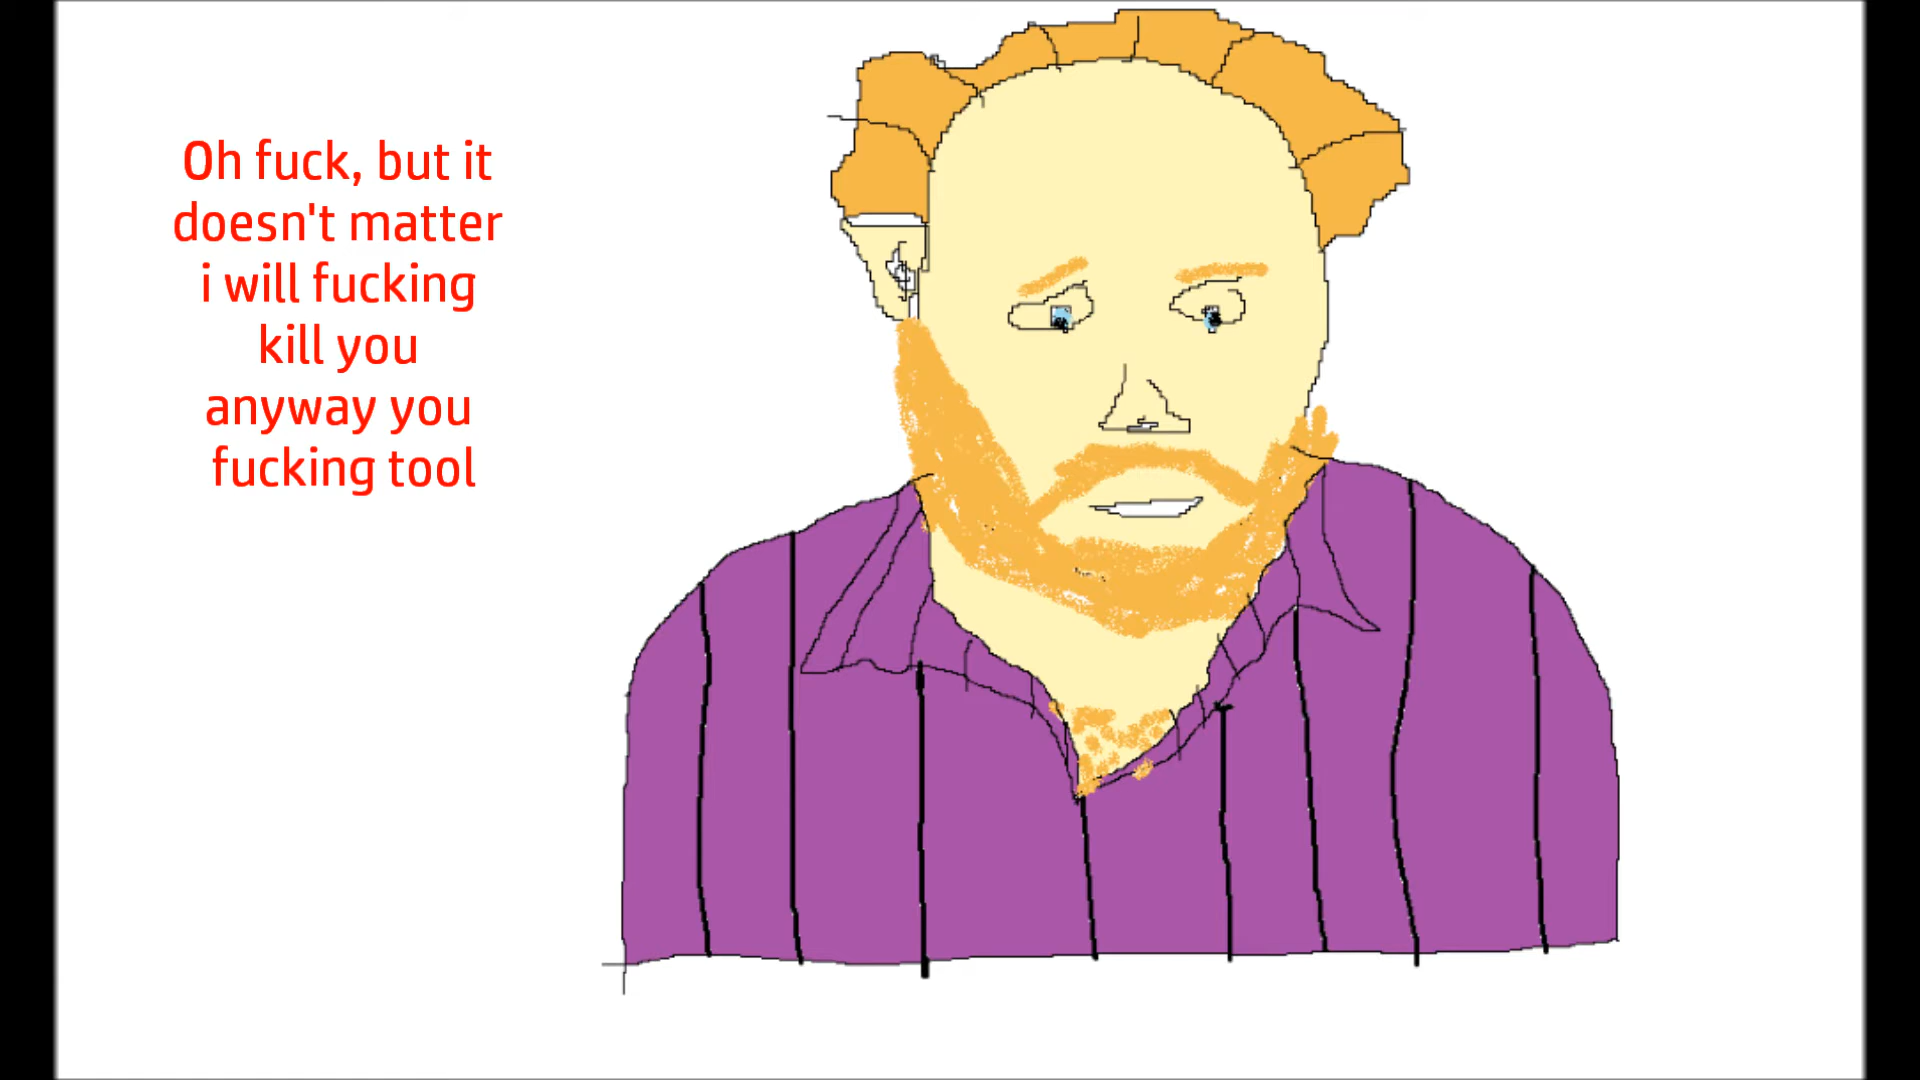 Oh fuck, but it
doesn't matter
i will fucking
kill you
anyway you
fucking tool